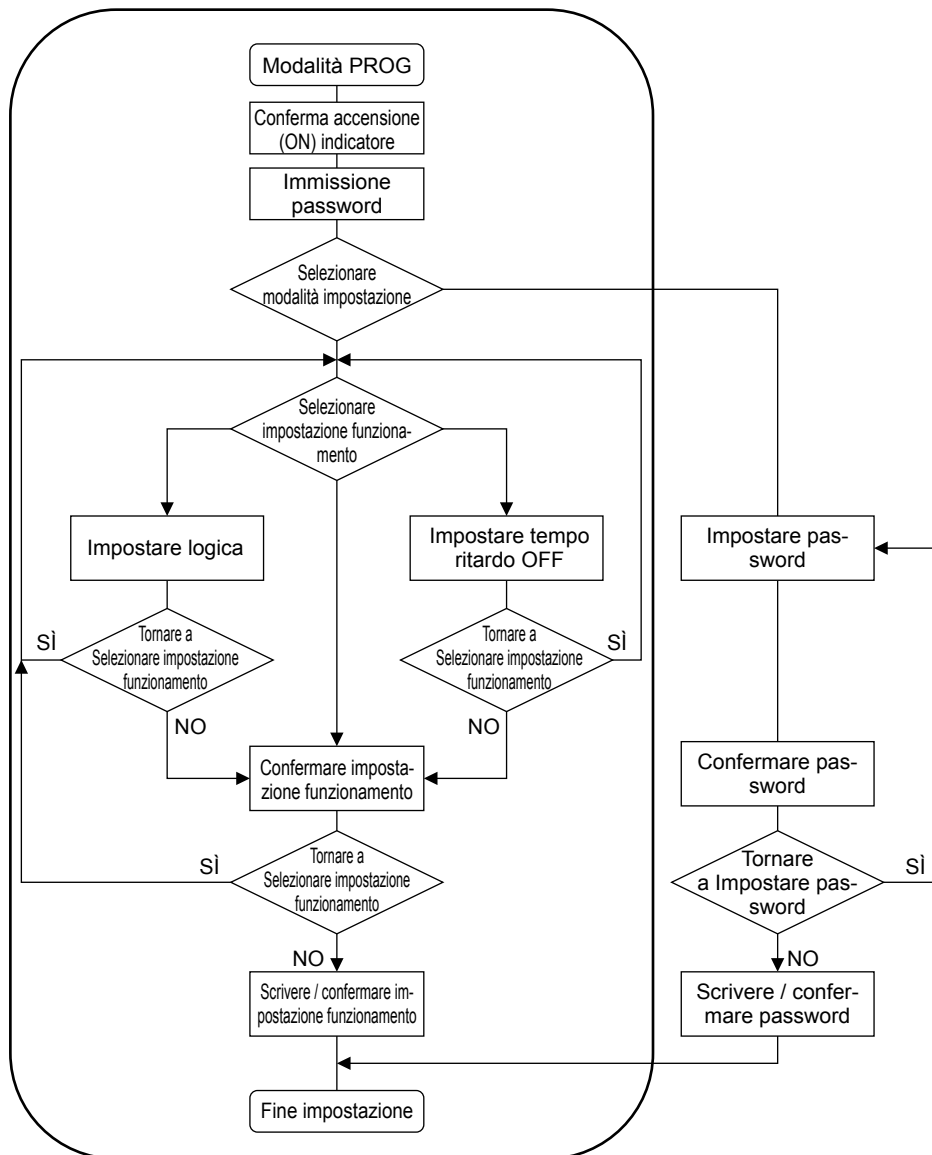 Modalità PROG
Conferma accensione
(ON) indicatore
Immissione
password
Selezionare
modalità impostazione
Selezionare
impostazione funziona-
mento
Impostare logica
Impostare tempo
ritardo OFF
Impostare pas-
sword
SÌ
Tornare a
Selezionare impostazione
funzionamento
NO
Tornare a
Selezionare impostazione
funzionamento
SÌ
NO
Confermare imposta-
zione funzionamento
Confermare pas-
sword
SÌ
Tornare a
Selezionare impostazione
funzionamento
NO
Tornare
a Impostare pas-
sword
SÌ
NO
Scrivere / confermare im-
postazione funzionamento
Scrivere / confer-
mare password
Fine impostazione